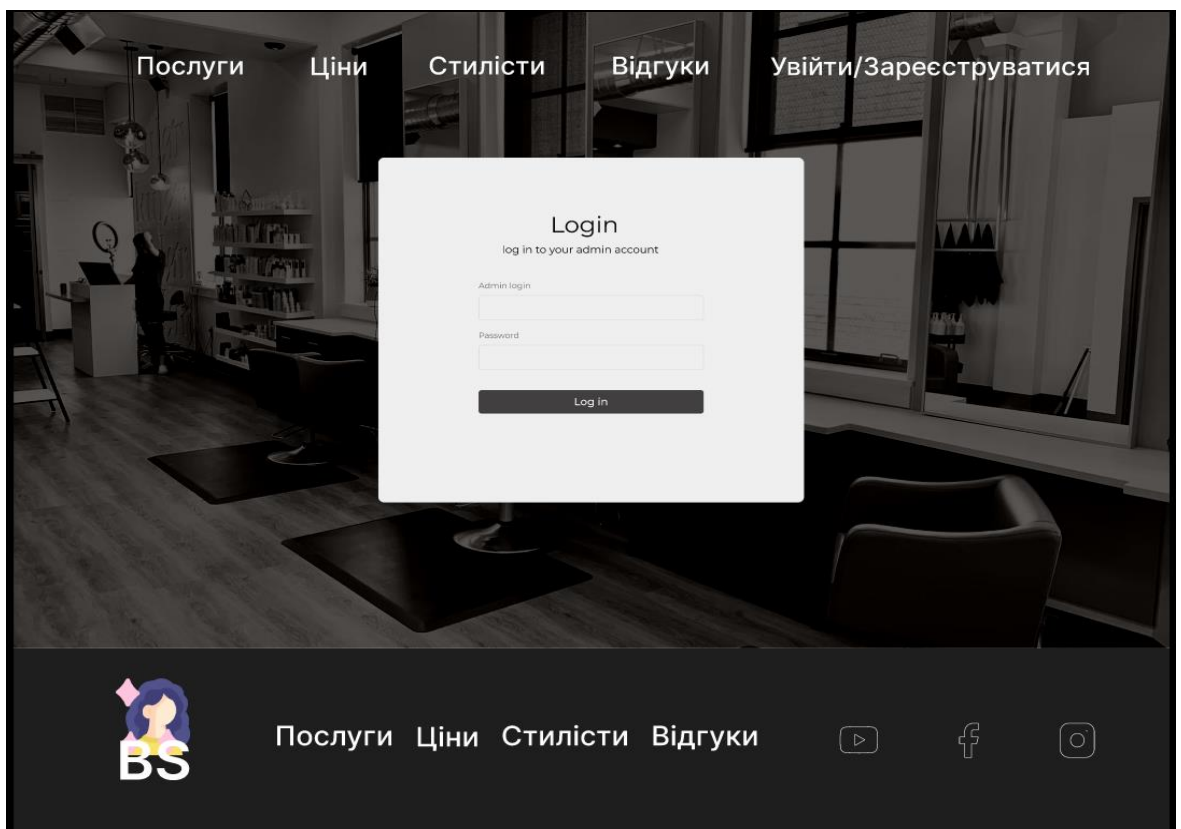 Послуги Ціни Стилісти Відгуки Увійти/Зареєструватися
Login
log in to your admin account
Admin login
Password
Log in
BS
Послуги Ціни Стилісти Відгуки